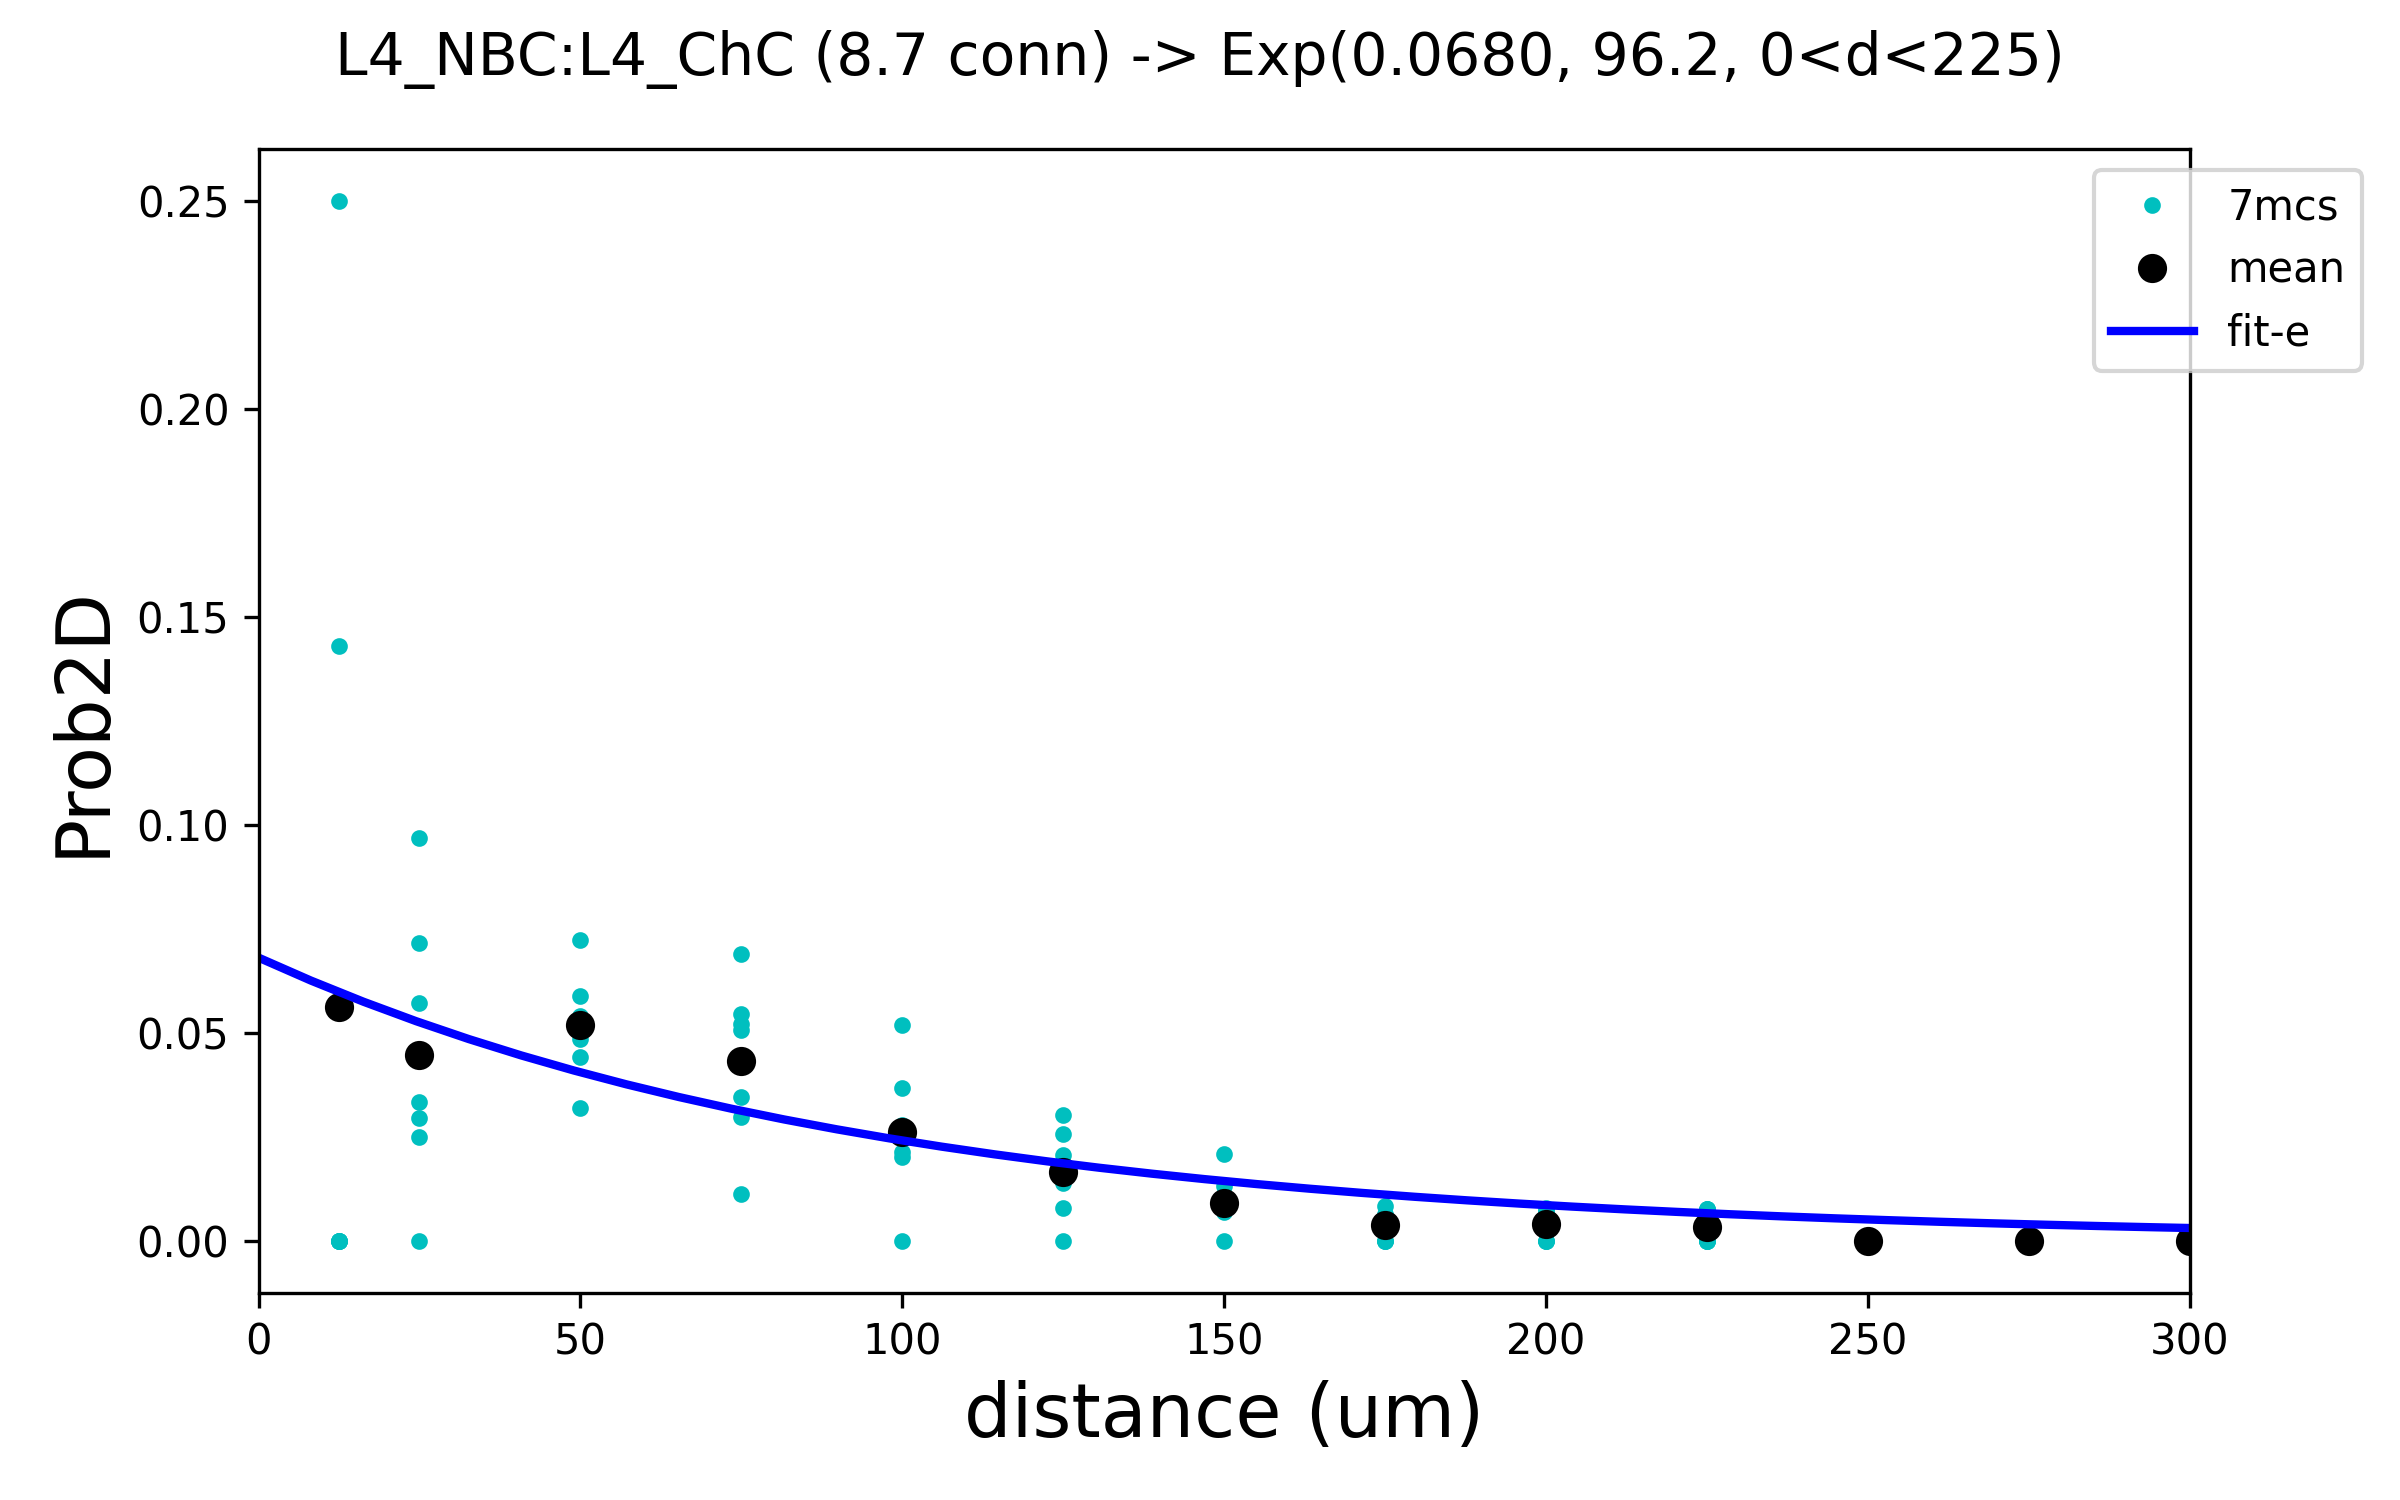 L4_NBC:L4_ChC (8.7 conn) -> Exp(0.0680, 96.2, 0<d<225)
7mcs
mean
fit-e
0.25
0.20
0.15
0.10
0.05
0.00
Prob2D
0 50 100 150 200 250 300
distance (um)